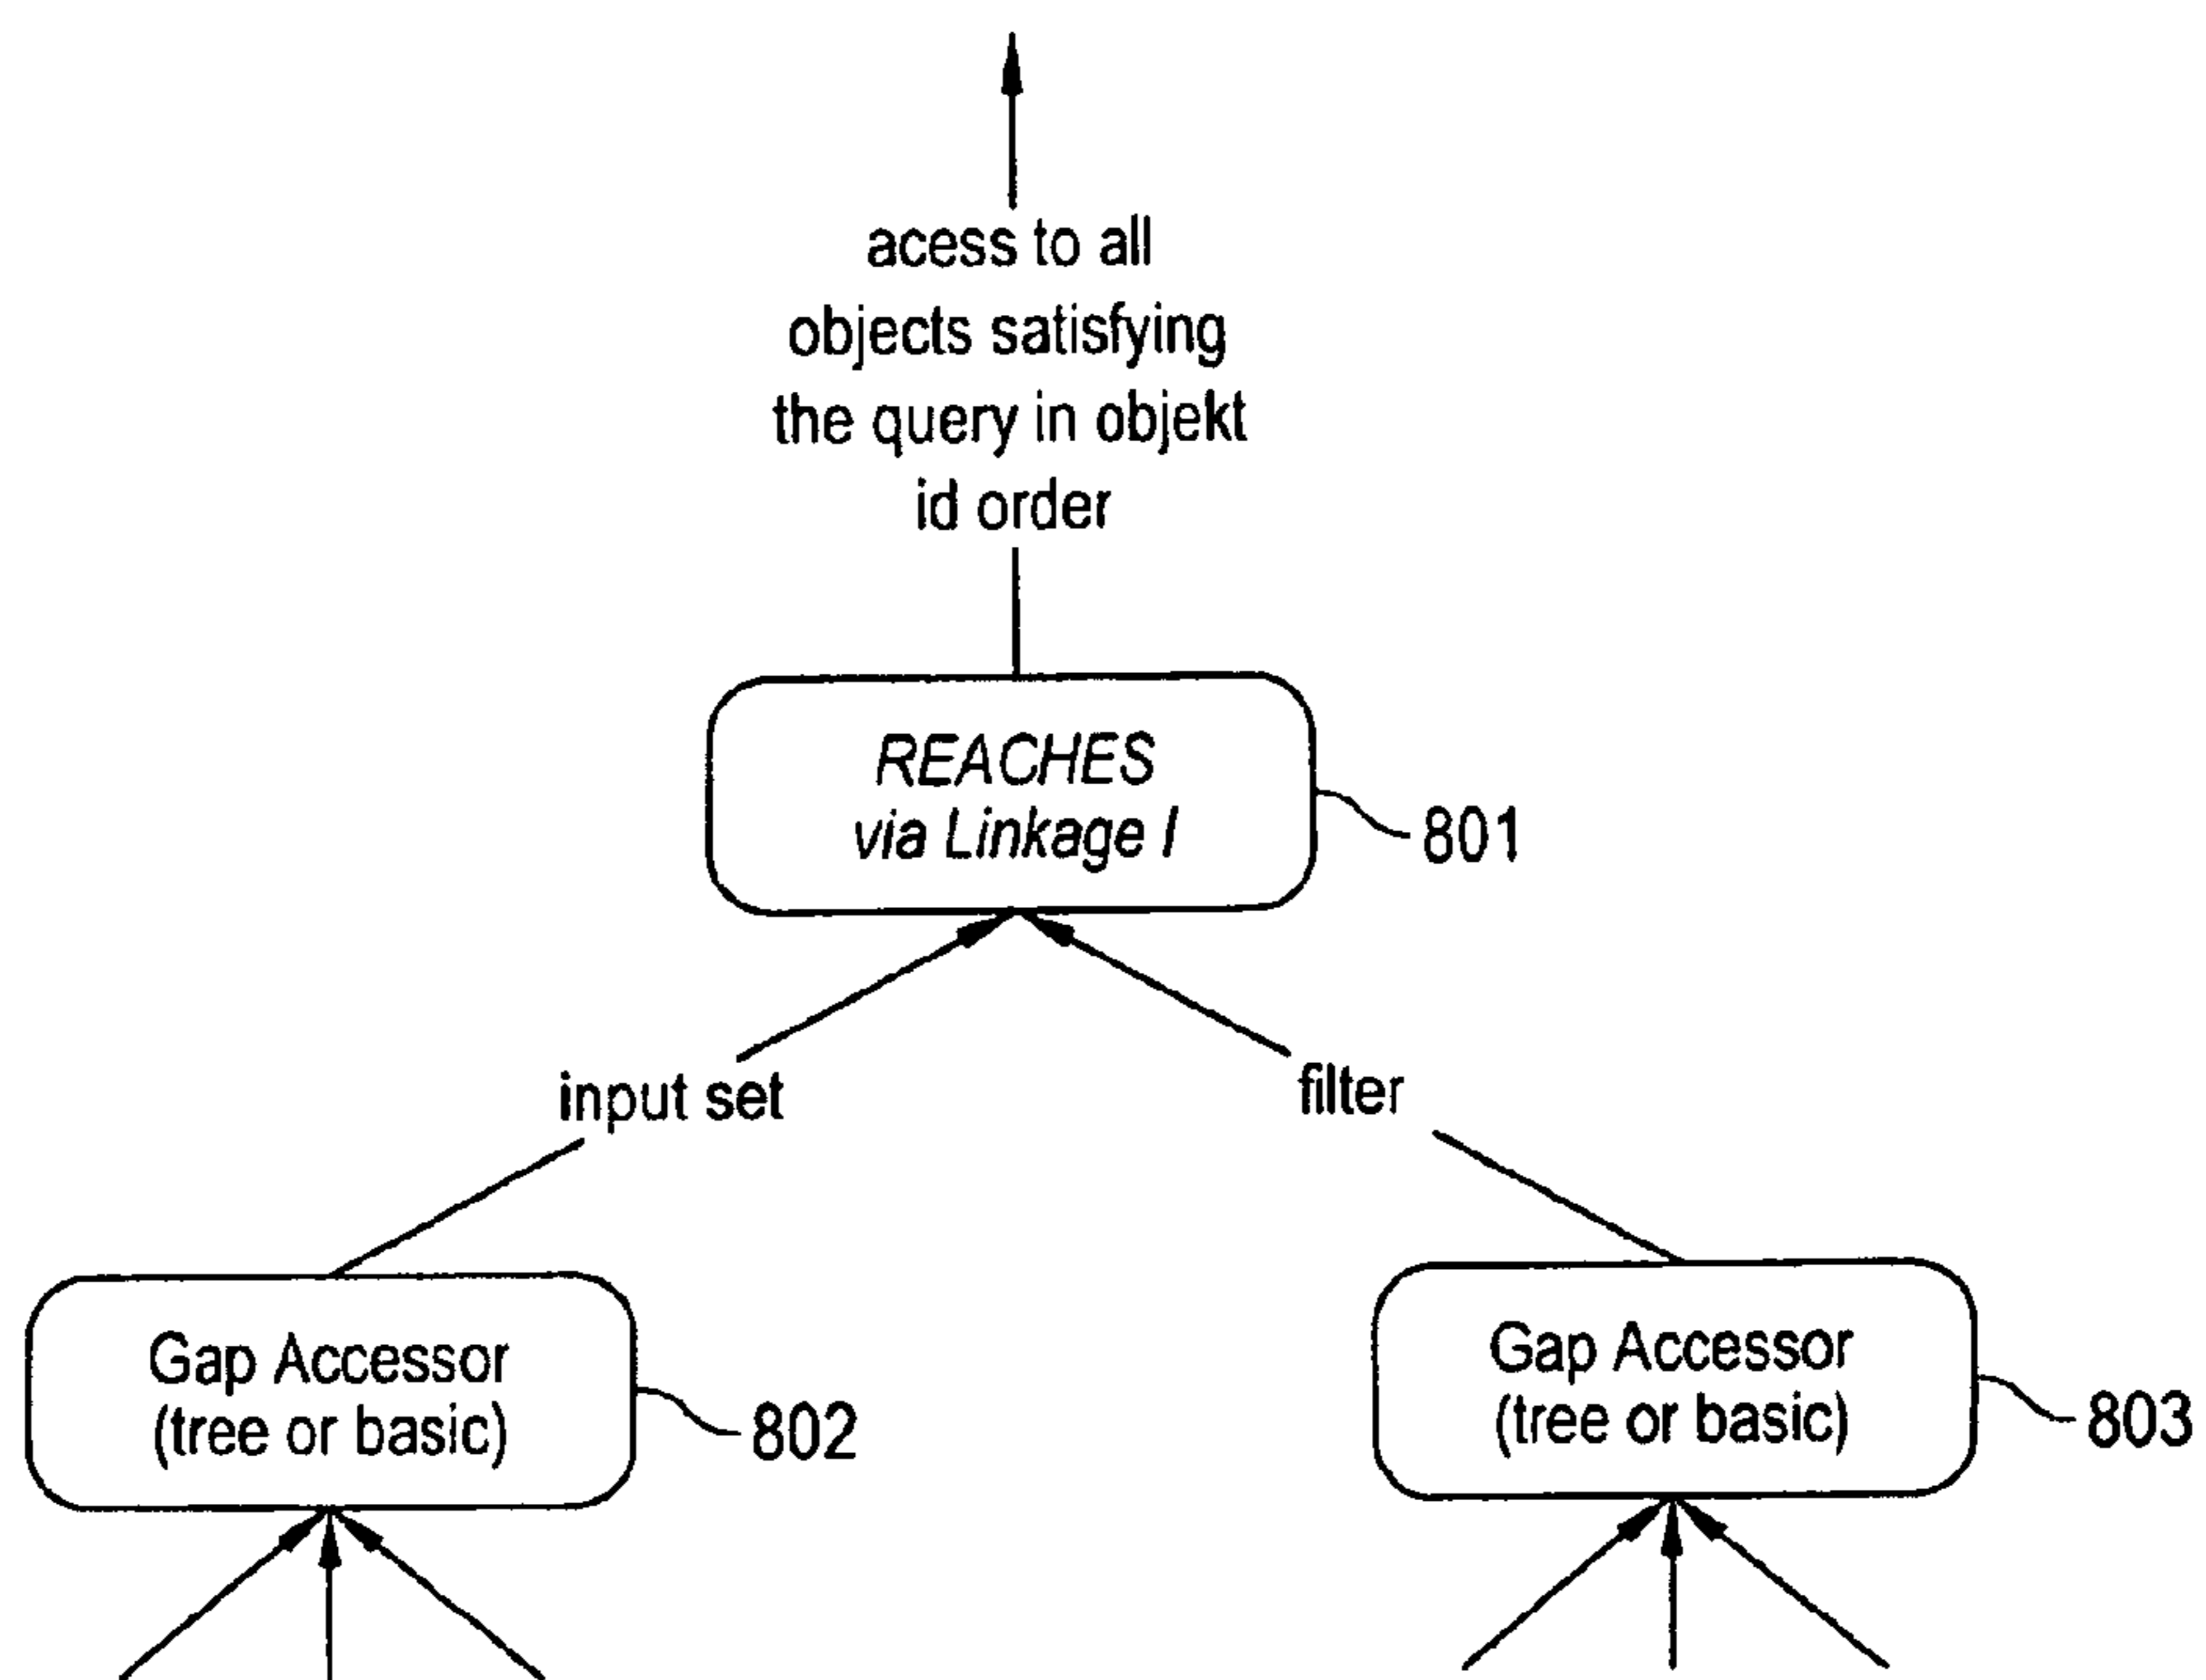 acess to all
objects satisfying
the query in objekt
id order
REACHES
via Linkage I
801
input set
filter
Gap Accessor
(tree or basic)
802
Gap Accessor
(tree or basic)
803